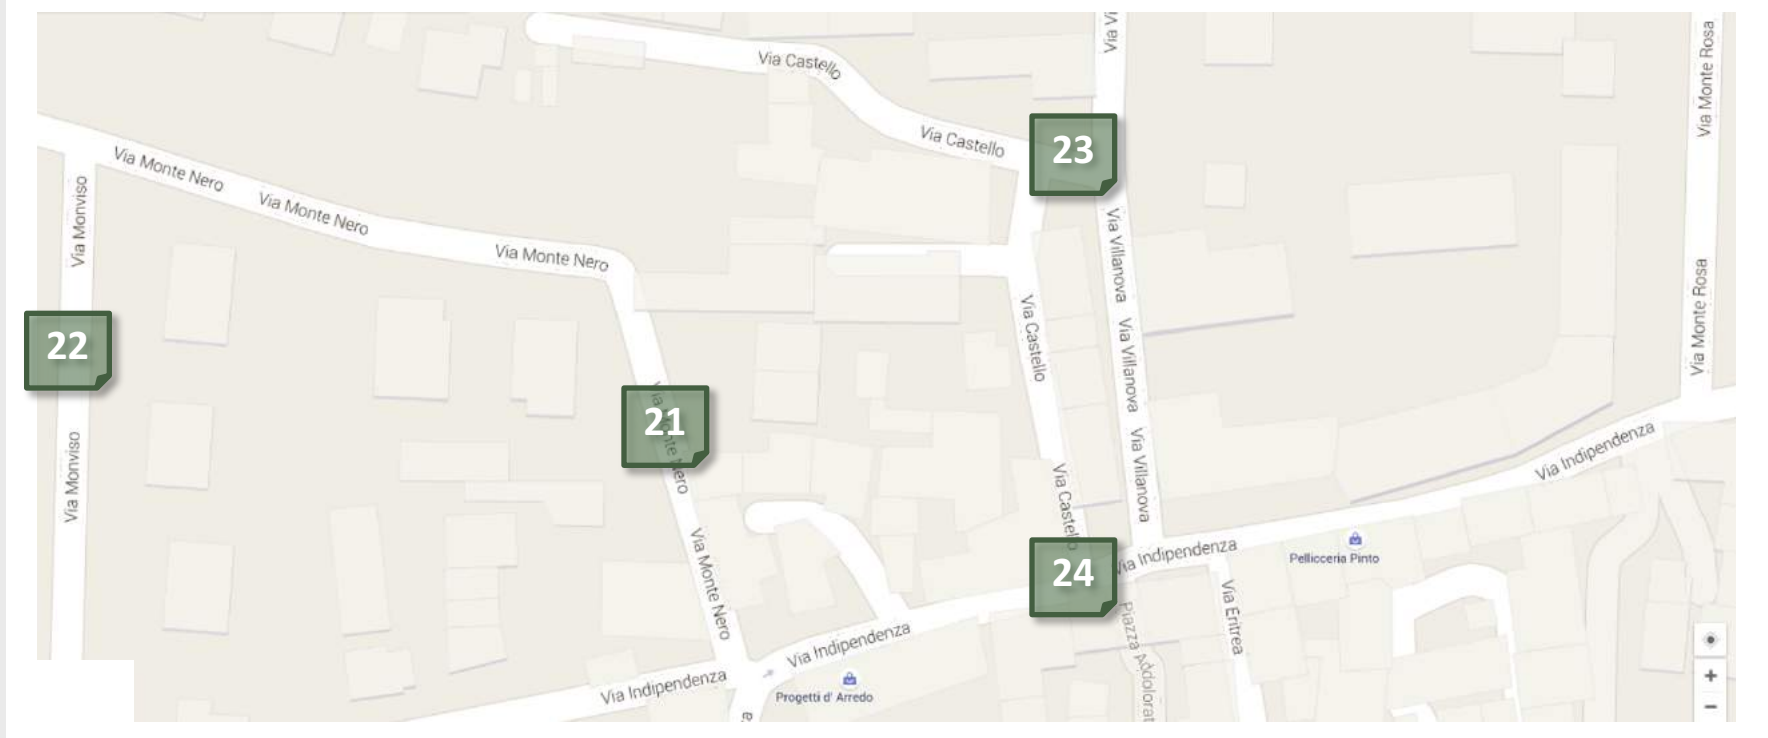 Via Castello
Via Castello
23
Via Monte Rosa
Via Monte Nero
Via Monte Nero
Via Monte Nero
Via Monviso
Via Villanova
Via Monte Rosa
22
Via Castello
Via Villanova
21
Via Monviso
Via Villanova
Via Castello
Via Monte Nero
24
Via Indipendenza
Via Indipendenza
Pellicceria Pinto
Via Eritrea
Via Indipendenza
Via Indipendenza
Progetti d' Arredo
Piazza Addolorat